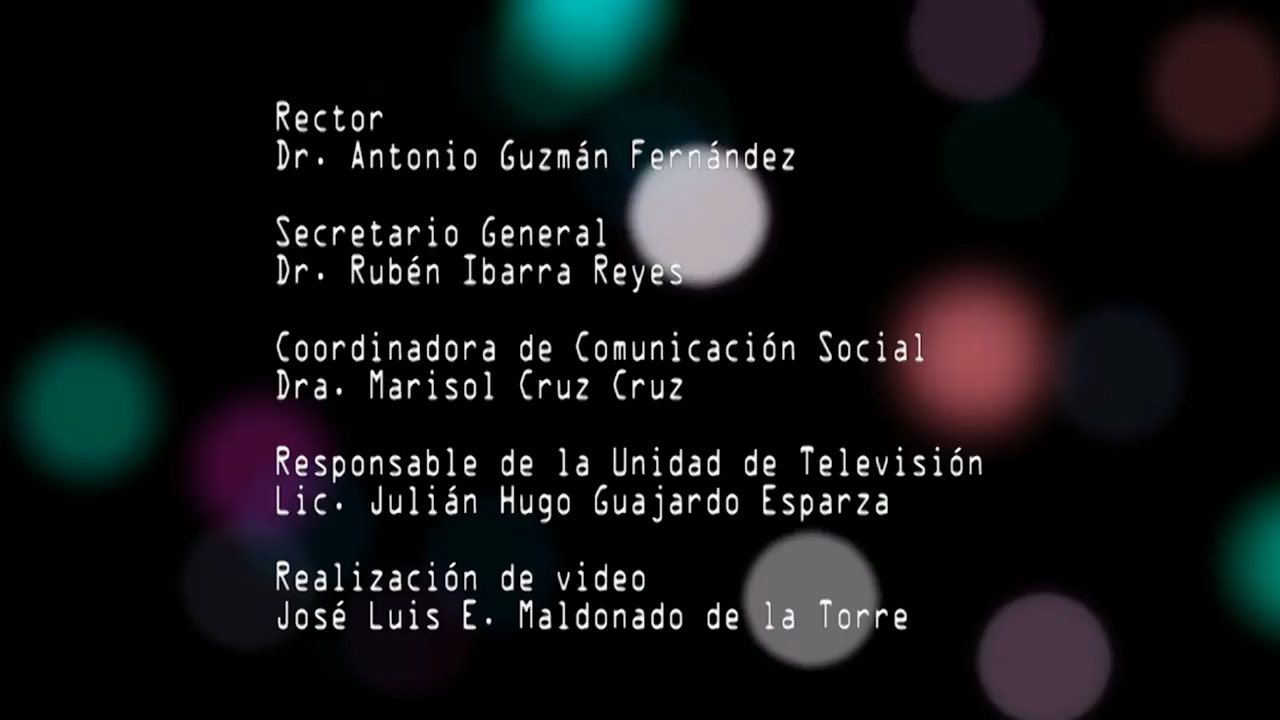 Rector
Dr. Antonio Guzmán Fernández
Secretario General
Dr. Rubén Ibarra Reyes
Coordinadora de Comunicación Social
Dra. Marisol Cruz Cruz
Responsable de la Unidad de Televisión
Lic. Julián Hugo Guajardo Esparza
Realización de video
José Luis E. Maldonado de la Torre